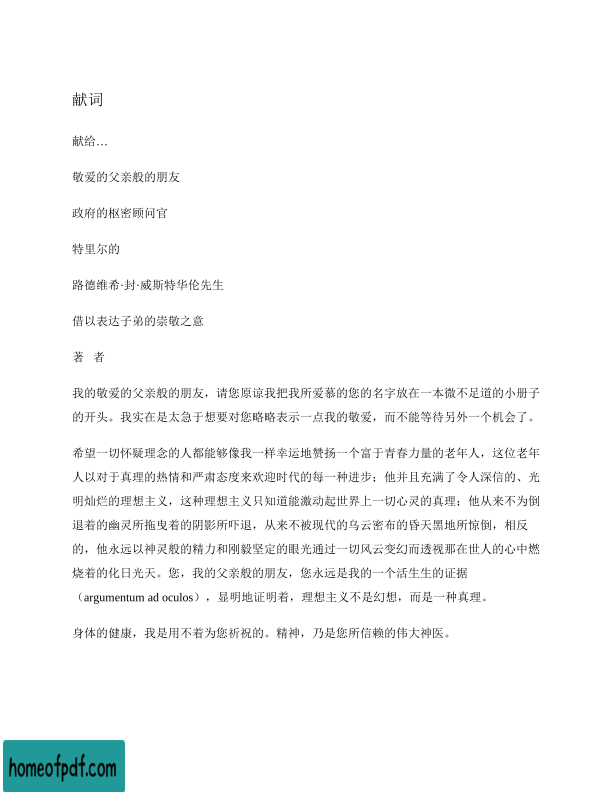 献词
献给…
敬爱的父亲般的朋友
政府的枢密顾问官
特里尔的
路德维希·封·威斯特华伦先生
借以表达子弟的崇敬之意
著 者
我的敬爱的父亲般的朋友，请您原谅我把我所爱慕的您的名字放在一本微不足道的小册子
的开头。我实在是太急于想要对您略略表示一点我的敬爱，而不能等待另外一个机会了。
希望一切怀疑理念的人都能够像我一样幸运地赞扬一个富于青春力量的老年人，这位老年
人以对于真理的热情和严肃态度来欢迎时代的每一种进步；他并且充满了令人深信的、光
明灿烂的理想主义，这种理想主义只知道能激动起世界上一切心灵的真理；他从来不为倒
退着的幽灵所拖曳着的阴影所吓退，从来不被现代的乌云密布的昏天黑地所惊倒，相反
的，他永远以神灵般的精力和刚毅坚定的眼光通过一切风云变幻而透视那在世人的心中燃
烧着的化日光天。您，我的父亲般的朋友，您永远是我的一个活生生的证据
（argumentum ad oculos），显明地证明着，理想主义不是幻想，而是一种真理。
身体的健康，我是用不着为您祈祝的。精神，乃是您所信赖的伟大神医。
homeofpdf.com